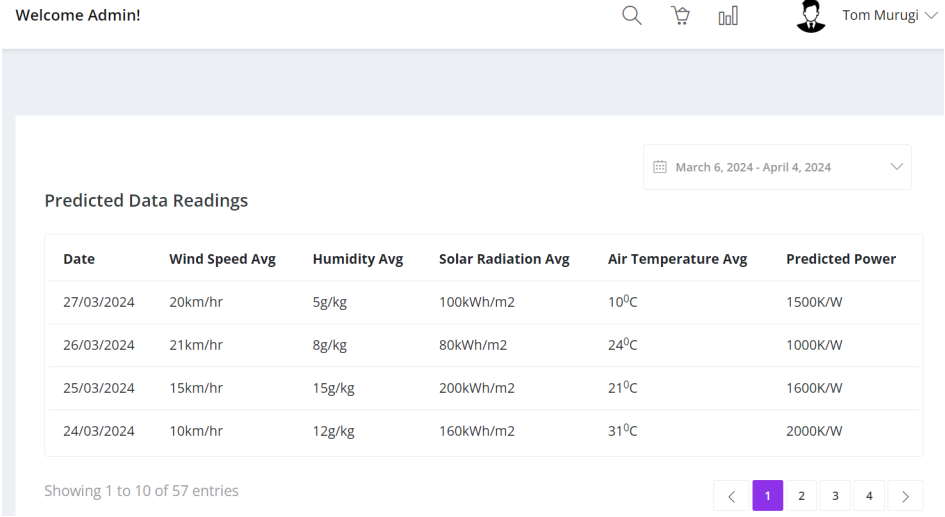 Welcome Admin! Tom Murugi
March 6, 2024 - April 4, 2024
Predicted Data Readings
Date Wind Speed Avg Humidity Avg Solar Radiation Avg Air Temperature Avg Predicted Power
27/03/2024 20km/hr 5g/kg 100kWh/m2 10⁰C 1500K/W
26/03/2024 21km/hr 8g/kg 80kWh/m2 24⁰C 1000K/W
25/03/2024 15km/hr 15g/kg 200kWh/m2 21⁰C 1600K/W
24/03/2024 10km/hr 12g/kg 160kWh/m2 31⁰C 2000K/W
Showing 1 to 10 of 57 entries < 1 2 3 4 >